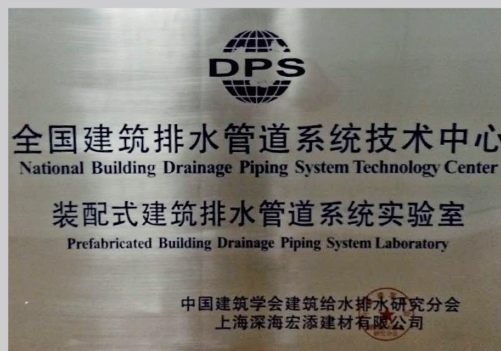 DPS
全国建筑排水管道系统技术中心
National Building Drainage Piping System Technology Center
装配式建筑排水管道系统实验室
Prefabricated Building Drainage Piping System Laboratory
中国建筑学会建筑给水排水研究分会
上海深海宏添建材有限公司